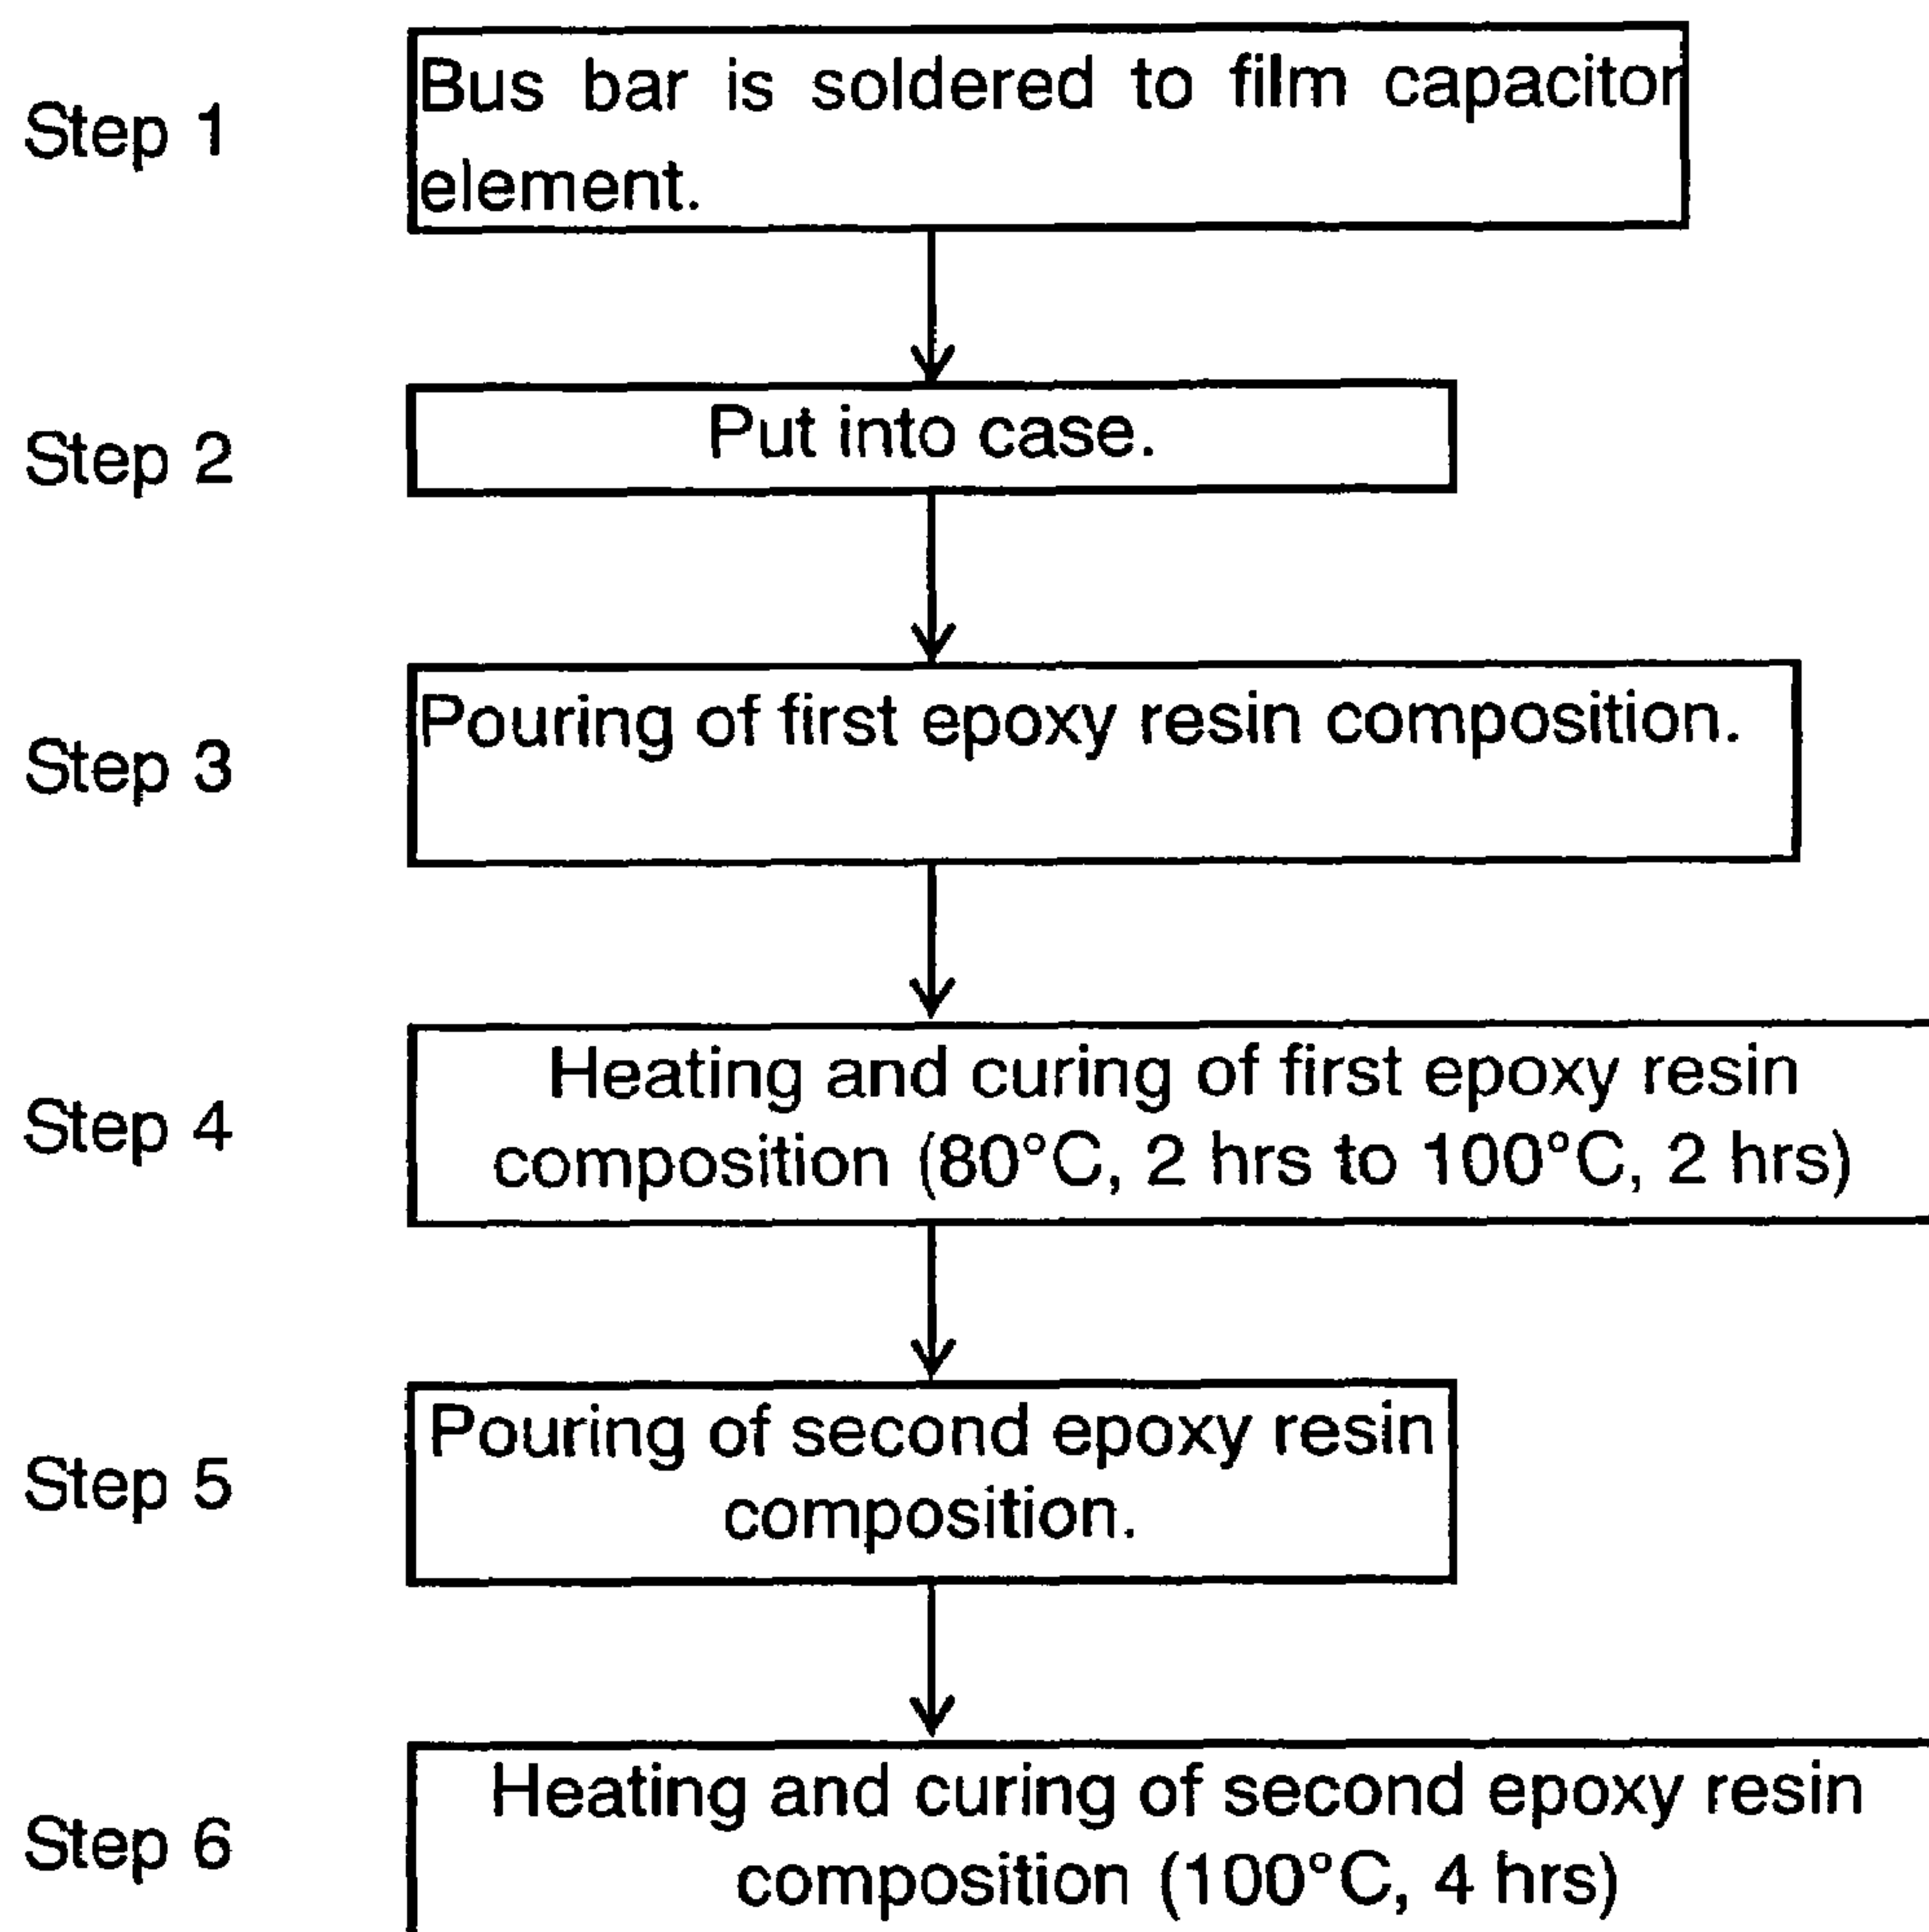 Step 1
Bus bar is soldered to film capacitor
element.
Step 2
Put into case.
Step 3
Pouring of first epoxy resin composition.
Step 4
Heating and curing of first epoxy resin
composition (80°C, 2 hrs to 100°C, 2 hrs)
Step 5
Pouring of second epoxy resin
composition.
Step 6
Heating and curing of second epoxy resin
composition (100°C, 4 hrs)